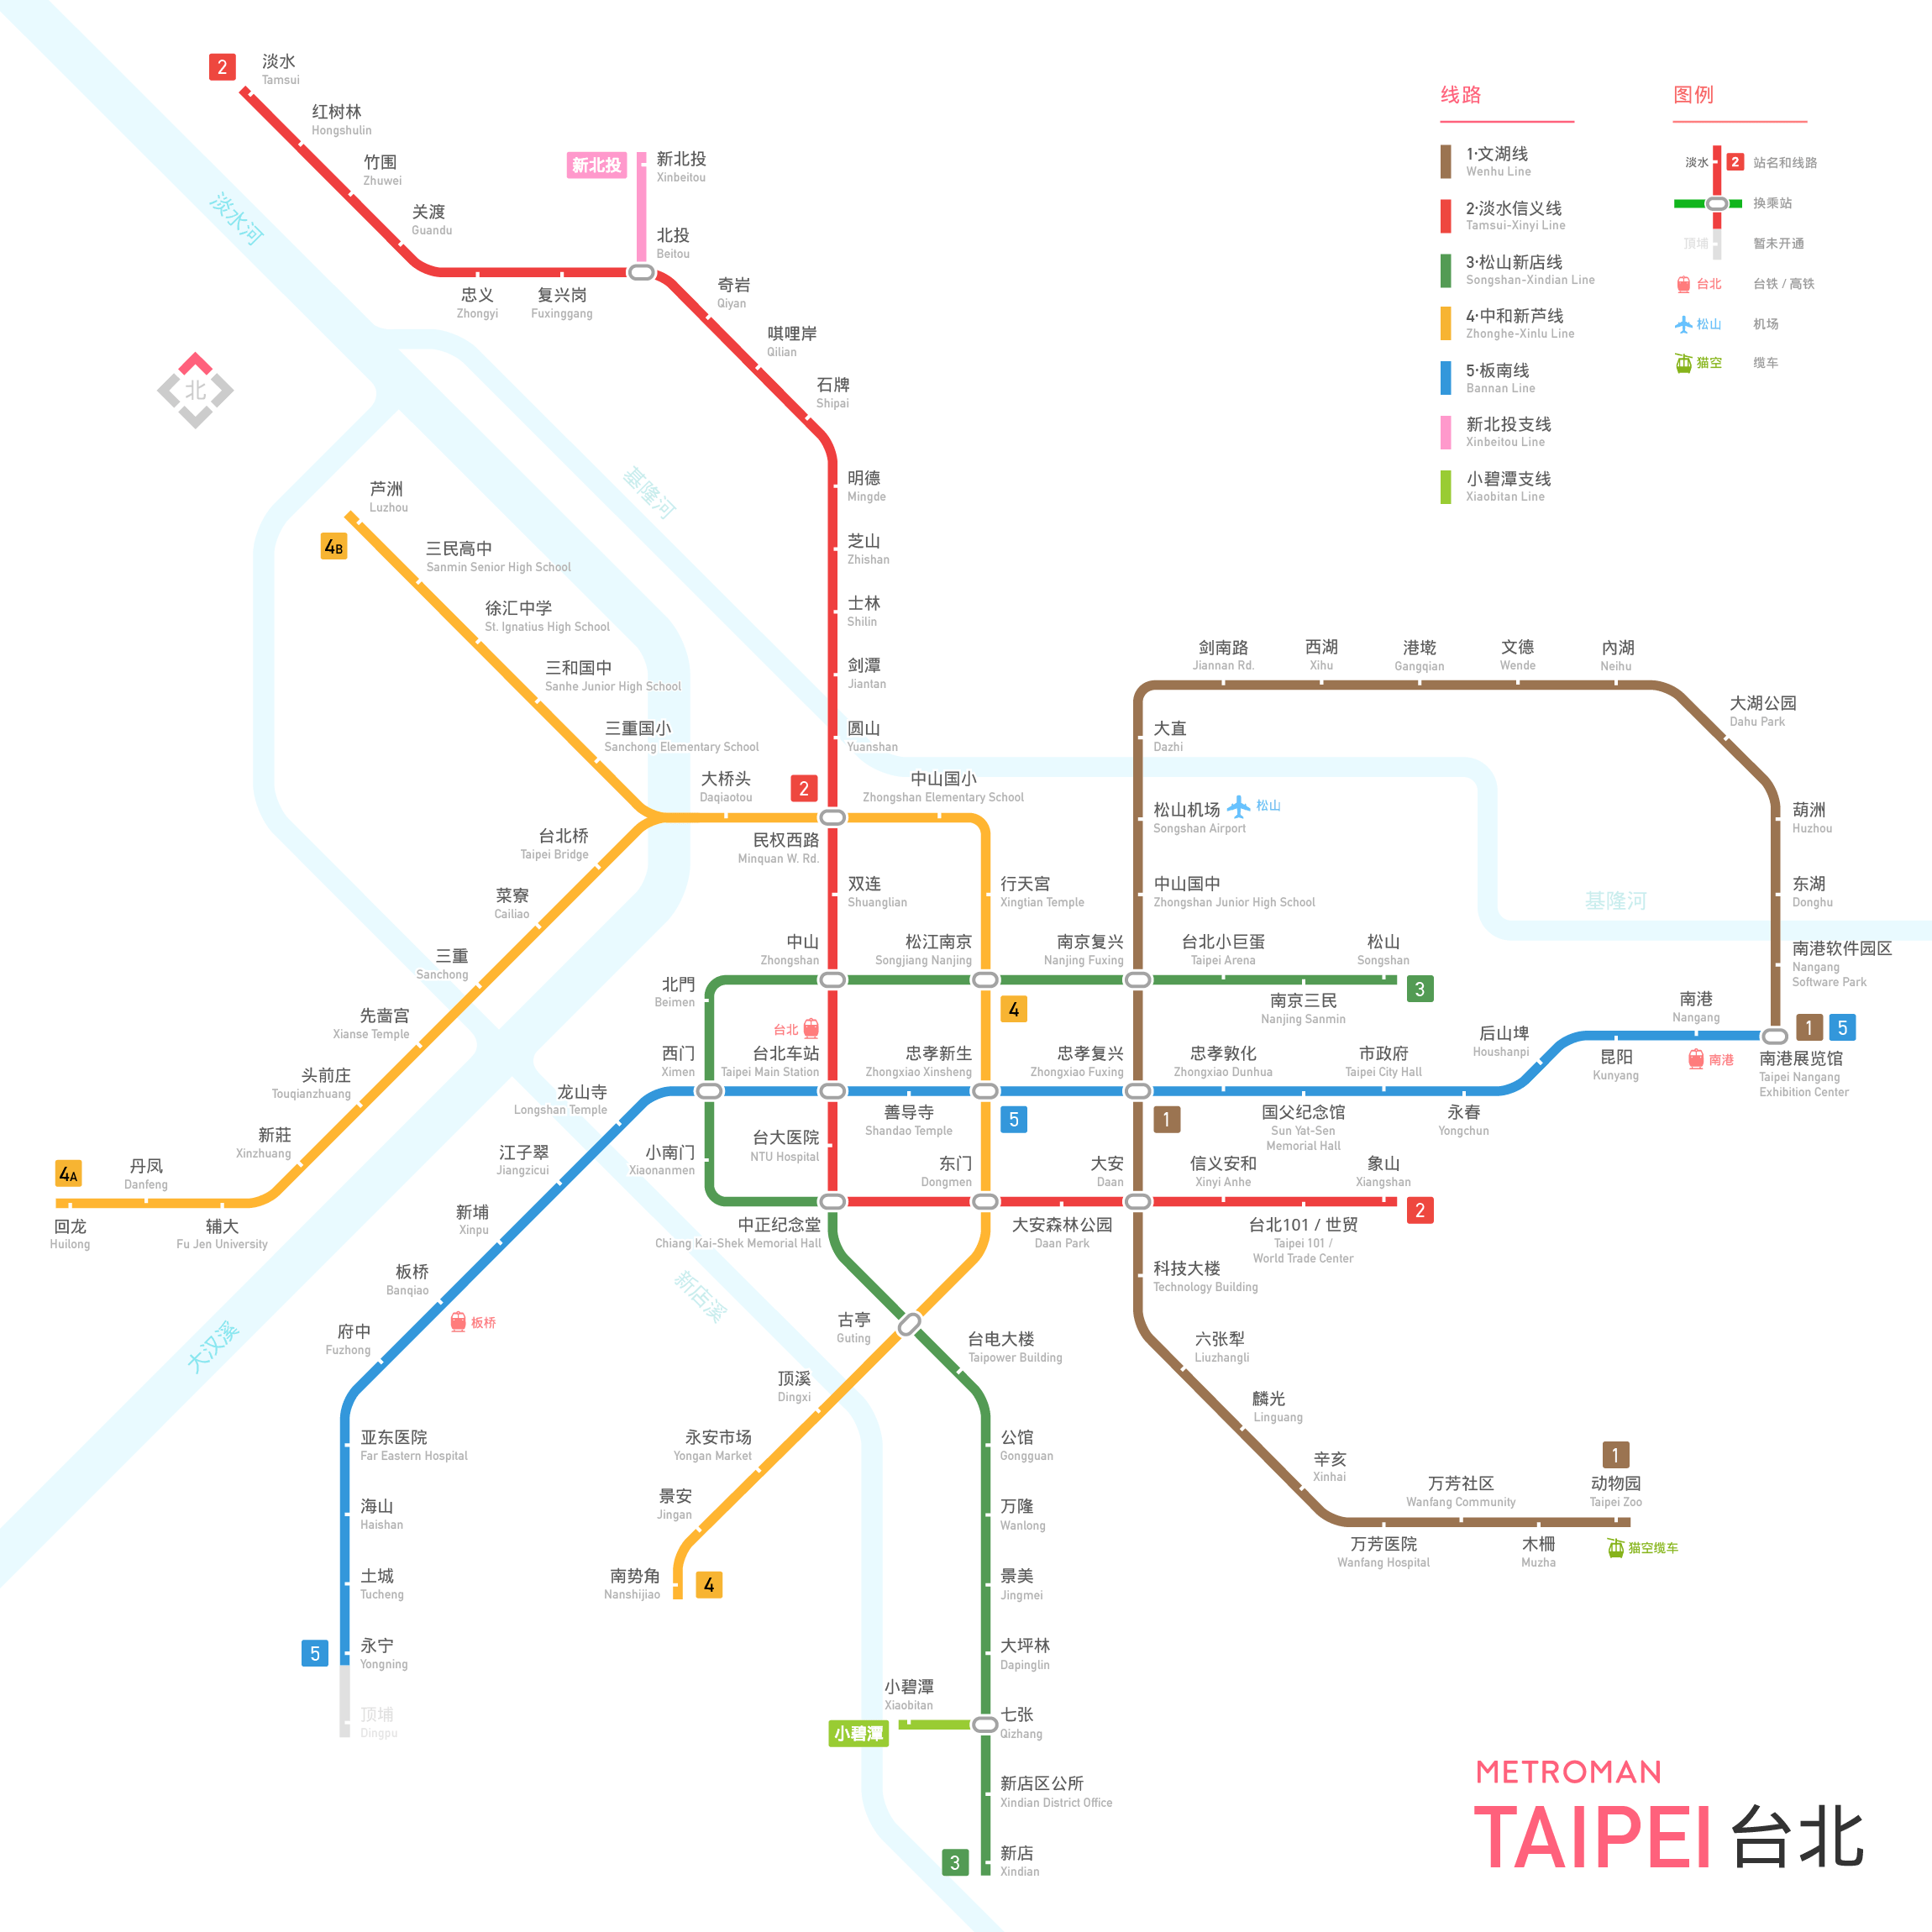 2
淡水
Tamsui
红树林
Hongshulin
竹围
Zhuwei
关渡
Guandu
忠义
Zhongyi
复兴岗
Fuxinggang
新北投
新北投
Xinbeitou
北投
Beitou
奇岩
Qiyan
唭哩岸
Qilian
石牌
Shipai
明德
Mingde
芝山
Zhishan
士林
Shilin
剑潭
Jiantan
圆山
Yuanshan
淡水河
北
基隆河
线路
1·文湖线
Wenhu Line
2·淡水信义线
Tamsui-Xinyi Line
3·松山新店线
Songshan-Xindian Line
4·中和新芦线
Zhonghe-Xinlu Line
5·板南线
Bannan Line
新北投支线
Xinbeitou Line
小碧潭支线
Xiaobitan Line
图例
淡水
2
站名和线路
换乘站
頂埔
暂未开通
台北
台铁 / 高铁
松山
机场
猫空
缆车
芦洲
Luzhou
4B
三民高中
Sanmin Senior High School
徐汇中学
St. Ignatius High School
三和国中
Sanhe Junior High School
三重国小
Sanchong Elementary School
大桥头
Daqiaotou
2
民权西路
Minquan W. Rd.
中山国小
Zhongshan Elementary School
台北桥
Taipei Bridge
菜寮
Cailiao
三重
Sanchong
先啬宫
Xianse Temple
头前庄
Touqianzhuang
新莊
Xinzhuang
4A
丹凤
Danfeng
回龙
Huilong
辅大
Fu Jen University
双连
Shuanglian
行天宮
Xingtian Temple
中山
Zhongshan
松江南京
Songjiang Nanjing
南京复兴
Nanjing Fuxing
台北小巨蛋
Taipei Arena
松山
Songshan
3
南京三民
Nanjing Sanmin
北門
Beimen
4
台北
西门
Ximen
台北车站
Taipei Main Station
忠孝新生
Zhongxiao Xinsheng
忠孝复兴
Zhongxiao Fuxing
忠孝敦化
Zhongxiao Dunhua
市政府
Taipei City Hall
善导寺
Shandao Temple
5
1
国父纪念馆
Sun Yat-Sen
Memorial Hall
永春
Yongchun
后山埤
Houshanpi
昆阳
Kunyang
南港
Nangang
南港
1
5
南港展览馆
Taipei Nangang
Exhibition Center
剑南路
Jiannan Rd.
西湖
Xihu
港墘
Gangqian
文德
Wende
內湖
Neihu
大湖公园
Dahu Park
葫洲
Huzhou
东湖
Donghu
南港软件园区
Nangang
Software Park
基隆河
大直
Dazhi
松山机场
Songshan Airport
松山
中山国中
Zhongshan Junior High School
龙山寺
Longshan Temple
江子翠
Jiangzicui
新埔
Xinpu
板桥
Banqiao
板桥
府中
Fuzhong
亚东医院
Far Eastern Hospital
海山
Haishan
土城
Tucheng
5
永宁
Yongning
顶埔
Dingpu
大汉溪
新店溪
小南门
Xiaonanmen
台大医院
NTU Hospital
中正纪念堂
Chiang Kai-Shek Memorial Hall
东门
Dongmen
大安
Daan
信义安和
Xinyi Anhe
象山
Xiangshan
2
大安森林公园
Daan Park
台北101 / 世贸
Taipei 101 /
World Trade Center
科技大楼
Technology Building
六张犁
Liuzhangli
麟光
Linguang
辛亥
Xinhai
万芳医院
Wanfang Hospital
万芳社区
Wanfang Community
木栅
Muzha
1
动物园
Taipei Zoo
猫空缆车
古亭
Guting
顶溪
Dingxi
永安市场
Yongan Market
景安
Jingan
南势角
Nanshijiao
4
台电大楼
Taipower Building
公馆
Gongguan
万隆
Wanlong
景美
Jingmei
大坪林
Dapinglin
七张
Qizhang
小碧潭
Xiaobitan
小碧潭
新店区公所
Xindian District Office
3
新店
Xindian
METROMAN
TAIPEI 台北